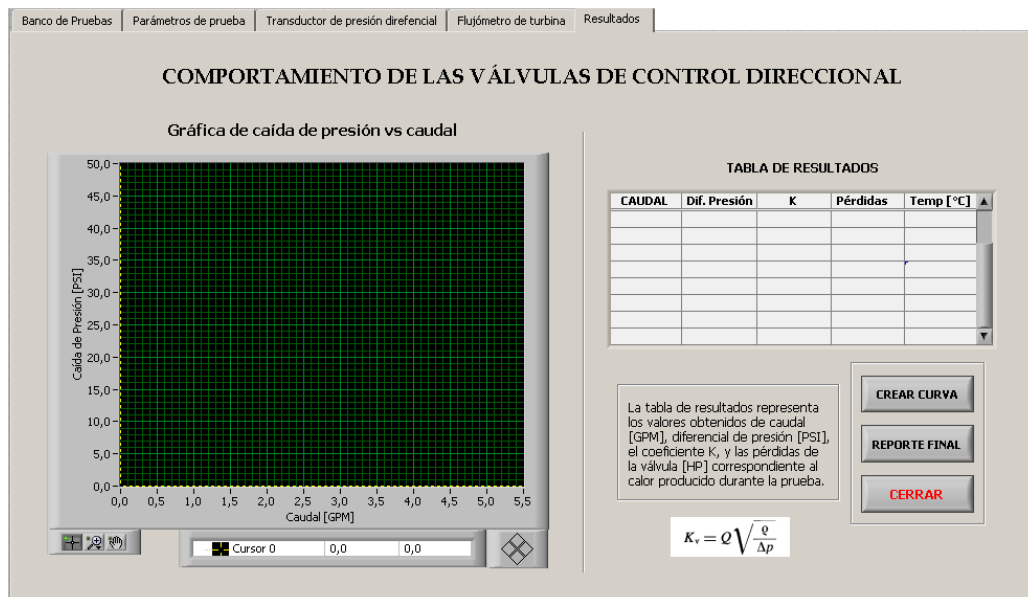 Banco de Pruebas
Parámetros de prueba
Transductor de presión direfencial
Flujómetro de turbina
Resultados
COMPORTAMIENTO DE LAS VÁLVULAS DE CONTROL DIRECCIONAL
Gráfica de caída de presión vs caudal
50,0
45,0
40,0
35,0
30,0
25,0
20,0
15,0
10,0
5,0
0,0
Caída de Presión [PSI]
0,0 0,5 1,0 1,5 2,0 2,5 3,0 3,5 4,0 4,5 5,0 5,5
Caudal [GPM]
Cursor 0 0,0 0,0
TABLA DE RESULTADOS
CAUDAL Dif. Presión K Pérdidas Temp [°C]
La tabla de resultados representa
los valores obtenidos de caudal
[GPM], diferencial de presión [PSI],
el coeficiente K, y las pérdidas de
la válvula [HP] correspondiente al
calor producido durante la prueba.
CREAR CURVA
REPORTE FINAL
CERRAR
Kᵥ = Q √(ϱ/Δp)